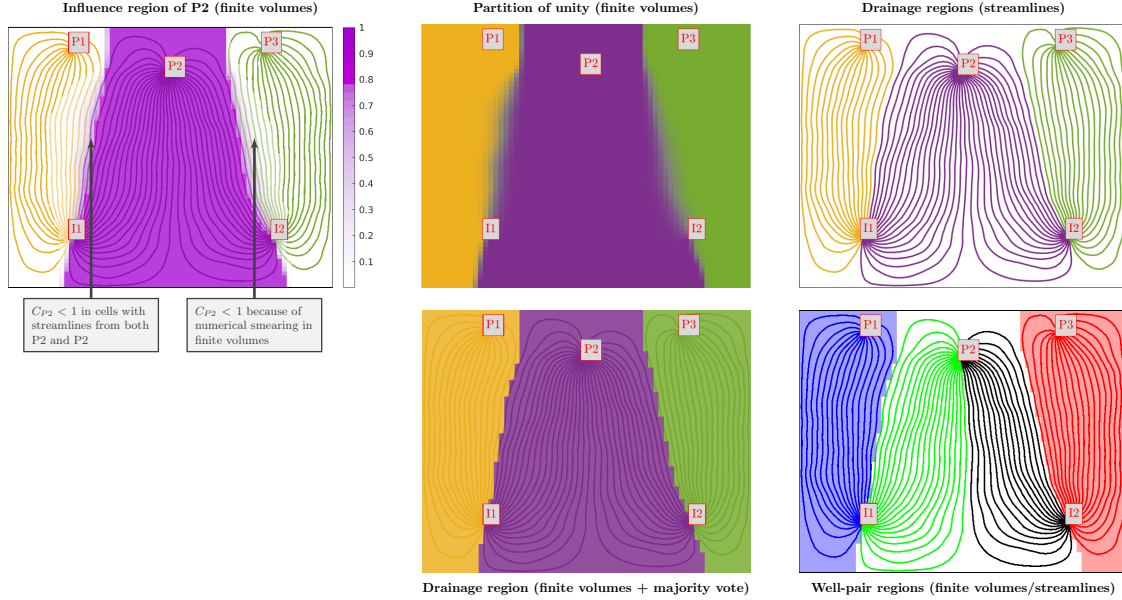 Influence region of P2 (finite volumes)
P1
P2
P3
I1
I2
1
0.9
0.8
0.7
0.6
0.5
0.4
0.3
0.2
0.1
C_{P2} < 1 in cells with
streamlines from both
P2 and P2
C_{P2} < 1 because of
numerical smearing in
finite volumes
Partition of unity (finite volumes)
P1
P3
P2
I1
I2
Drainage regions (streamlines)
P1
P3
P2
I1
I2
P1
P3
P2
I1
I2
Drainage region (finite volumes + majority vote)
P1
P3
P2
I1
I2
Well-pair regions (finite volumes/streamlines)